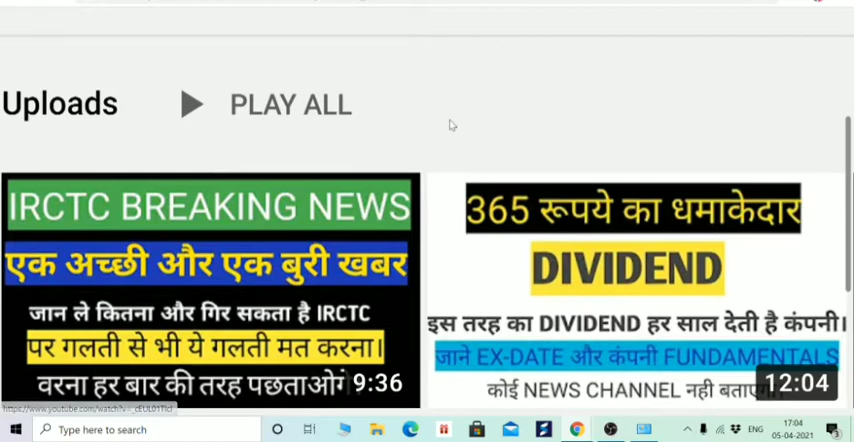 Uploads PLAY ALL
IRCTC BREAKING NEWS
एक अच्छी और एक बुरी खबर
जान ले कितना और गिर सकता है IRCTC
पर गलती से भी ये गलती मत करना।
वरना हर बार की तरह पछताओगे
9:36
365 रूपये का धमाकेदार
DIVIDEND
इस तरह का DIVIDEND हर साल देती है कंपनी।
जाने EX-DATE और कंपनी FUNDAMENTALS
कोई NEWS CHANNEL नही
12:04
Type here to search
ENG
17:04
05-04-2021